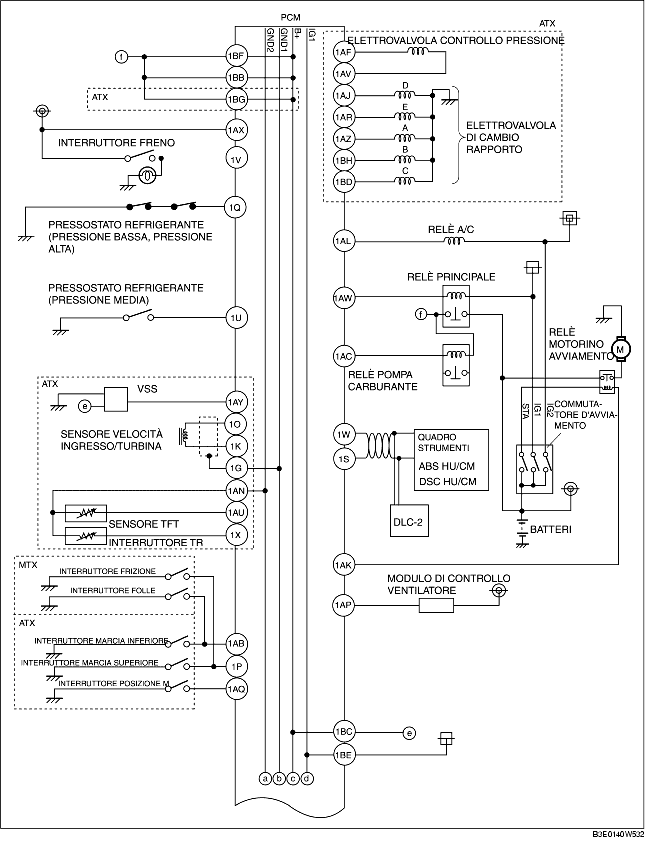 PCM
ATX
GND2
GND1
B+
IG1
f
1BF
1BB
ATX
1BG
1AX
INTERRUTTORE FRENO
1V
1Q
PRESSOSTATO REFRIGERANTE
(PRESSIONE BASSA, PRESSIONE
ALTA)
PRESSOSTATO REFRIGERANTE
(PRESSIONE MEDIA)
1U
ATX
VSS
e
1AY
SENSORE VELOCITÀ
INGRESSO/TURBINA
1O
1K
1G
1AN
1AU
SENSORE TFT
1X
INTERRUTTORE TR
MTX
INTERRUTTORE FRIZIONE
INTERRUTTORE FOLLE
ATX
INTERRUTTORE MARCIA INFERIORE
1AB
INTERRUTTORE MARCIA SUPERIORE
1P
INTERRUTTORE POSIZIONE M
1AQ
a
b
c
d
ELETTROVALVOLA CONTROLLO PRESSIONE
1AF
1AV
1AJ
D
1AR
E
1AZ
A
1BH
B
1BD
C
ELETTROVALVOLA
DI CAMBIO
RAPPORTO
1AL
RELÈ A/C
RELÈ PRINCIPALE
1AW
f
1AC
RELÈ POMPA
CARBURANTE
RELÈ
MOTORINO
AVVIAMENTO
M
STA
IG1
IG2
COMMUTA-
TORE D'AVVIA-
MENTO
1W
1S
QUADRO
STRUMENTI
ABS HU/CM
DSC HU/CM
DLC-2
BATTERI
1AK
MODULO DI CONTROLLO
VENTILATORE
1AP
1BC
e
1BE
B3E0140W532